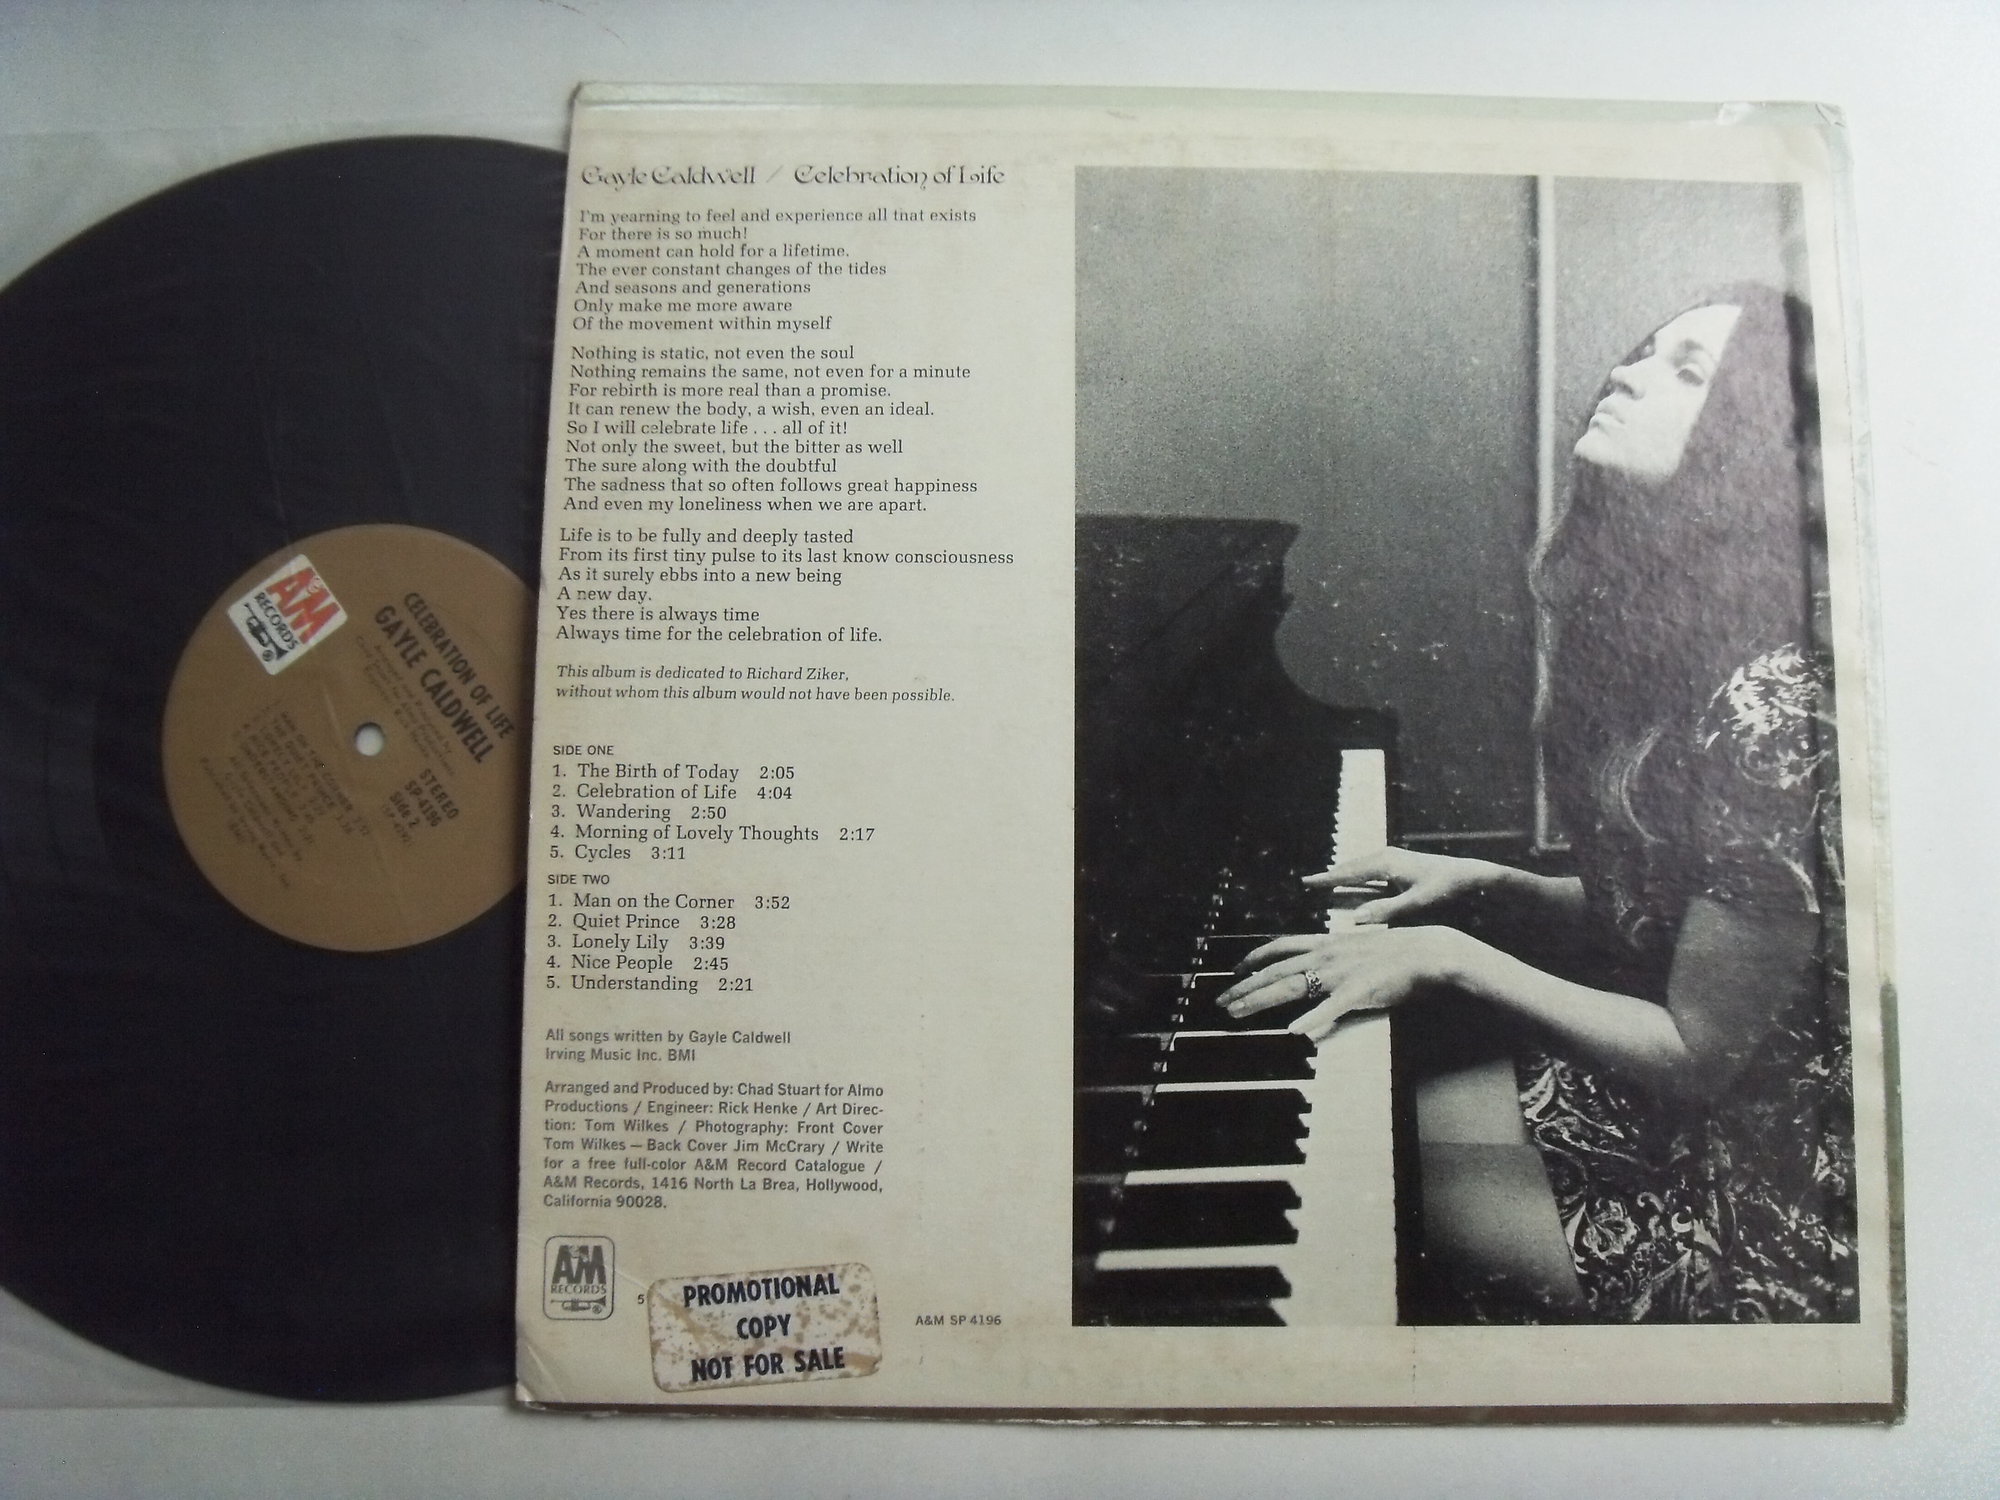 Gayle Caldwell / Celebration of Life
I'm yearning to feel and experience all that exists
For there is so much!
A moment can hold for a lifetime.
The ever constant changes of the tides
And seasons and generations
Only make me more aware
Of the movement within myself
Nothing is static, not even the soul
Nothing remains the same, not even for a minute
For rebirth is more real than a promise.
It can renew the body, a wish, even an ideal.
So I will celebrate life . . . all of it!
Not only the sweet, but the bitter as well
The sure along with the doubtful
The sadness that so often follows great happiness
And even my loneliness when we are apart.
Life is to be fully and deeply tasted
From its first tiny pulse to its last know consciousness
As it surely ebbs into a new being
A new day.
Yes there is always time
Always time for the celebration of life.
This album is dedicated to Richard Ziker,
without whom this album would not have been possible.
SIDE ONE
1. The Birth of Today 2:05
2. Celebration of Life 4:04
3. Wandering 2:50
4. Morning of Lovely Thoughts 2:17
5. Cycles 3:11
SIDE TWO
1. Man on the Corner 3:52
2. Quiet Prince 3:28
3. Lonely Lily 3:39
4. Nice People 2:45
5. Understanding 2:21
All songs written by Gayle Caldwell
Irving Music Inc. BMI
Arranged and Produced by: Chad Stuart for Almo
Productions / Engineer: Rick Henke / Art Direc-
tion: Tom Wilkes / Photography: Front Cover
Tom Wilkes — Back Cover Jim McCrary / Write
for a free full-color A&M Record Catalogue /
A&M Records, 1416 North La Brea, Hollywood,
California 90028.
A&M
RECORDS
®
5
PROMOTIONAL
COPY
NOT FOR SALE
A&M SP 4196
A&M
RECORDS
®
CELEBRATION OF LIFE
GAYLE CALDWELL
STEREO
SP-4196
Side 2